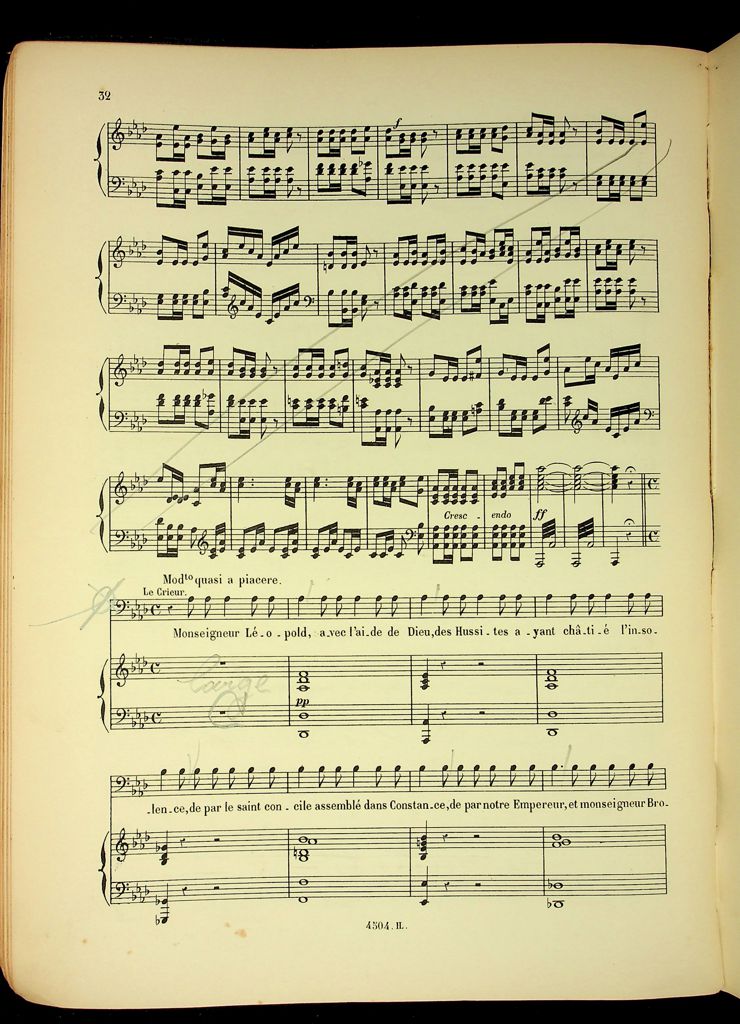 32
f
Cresc - endo ff
Mod.to quasi a piacere.
Le Crieur.
Monseigneur Lé - o - pold, a - vec l'ai - de de Dieu, des Hussi - tes a - yant châ - ti - é l'in - so -
large
pp
- len - ce, de par le saint con - cile assemblé dans Constan - ce, de par notre Empereur, et monseigneur Bro -
4504. H.